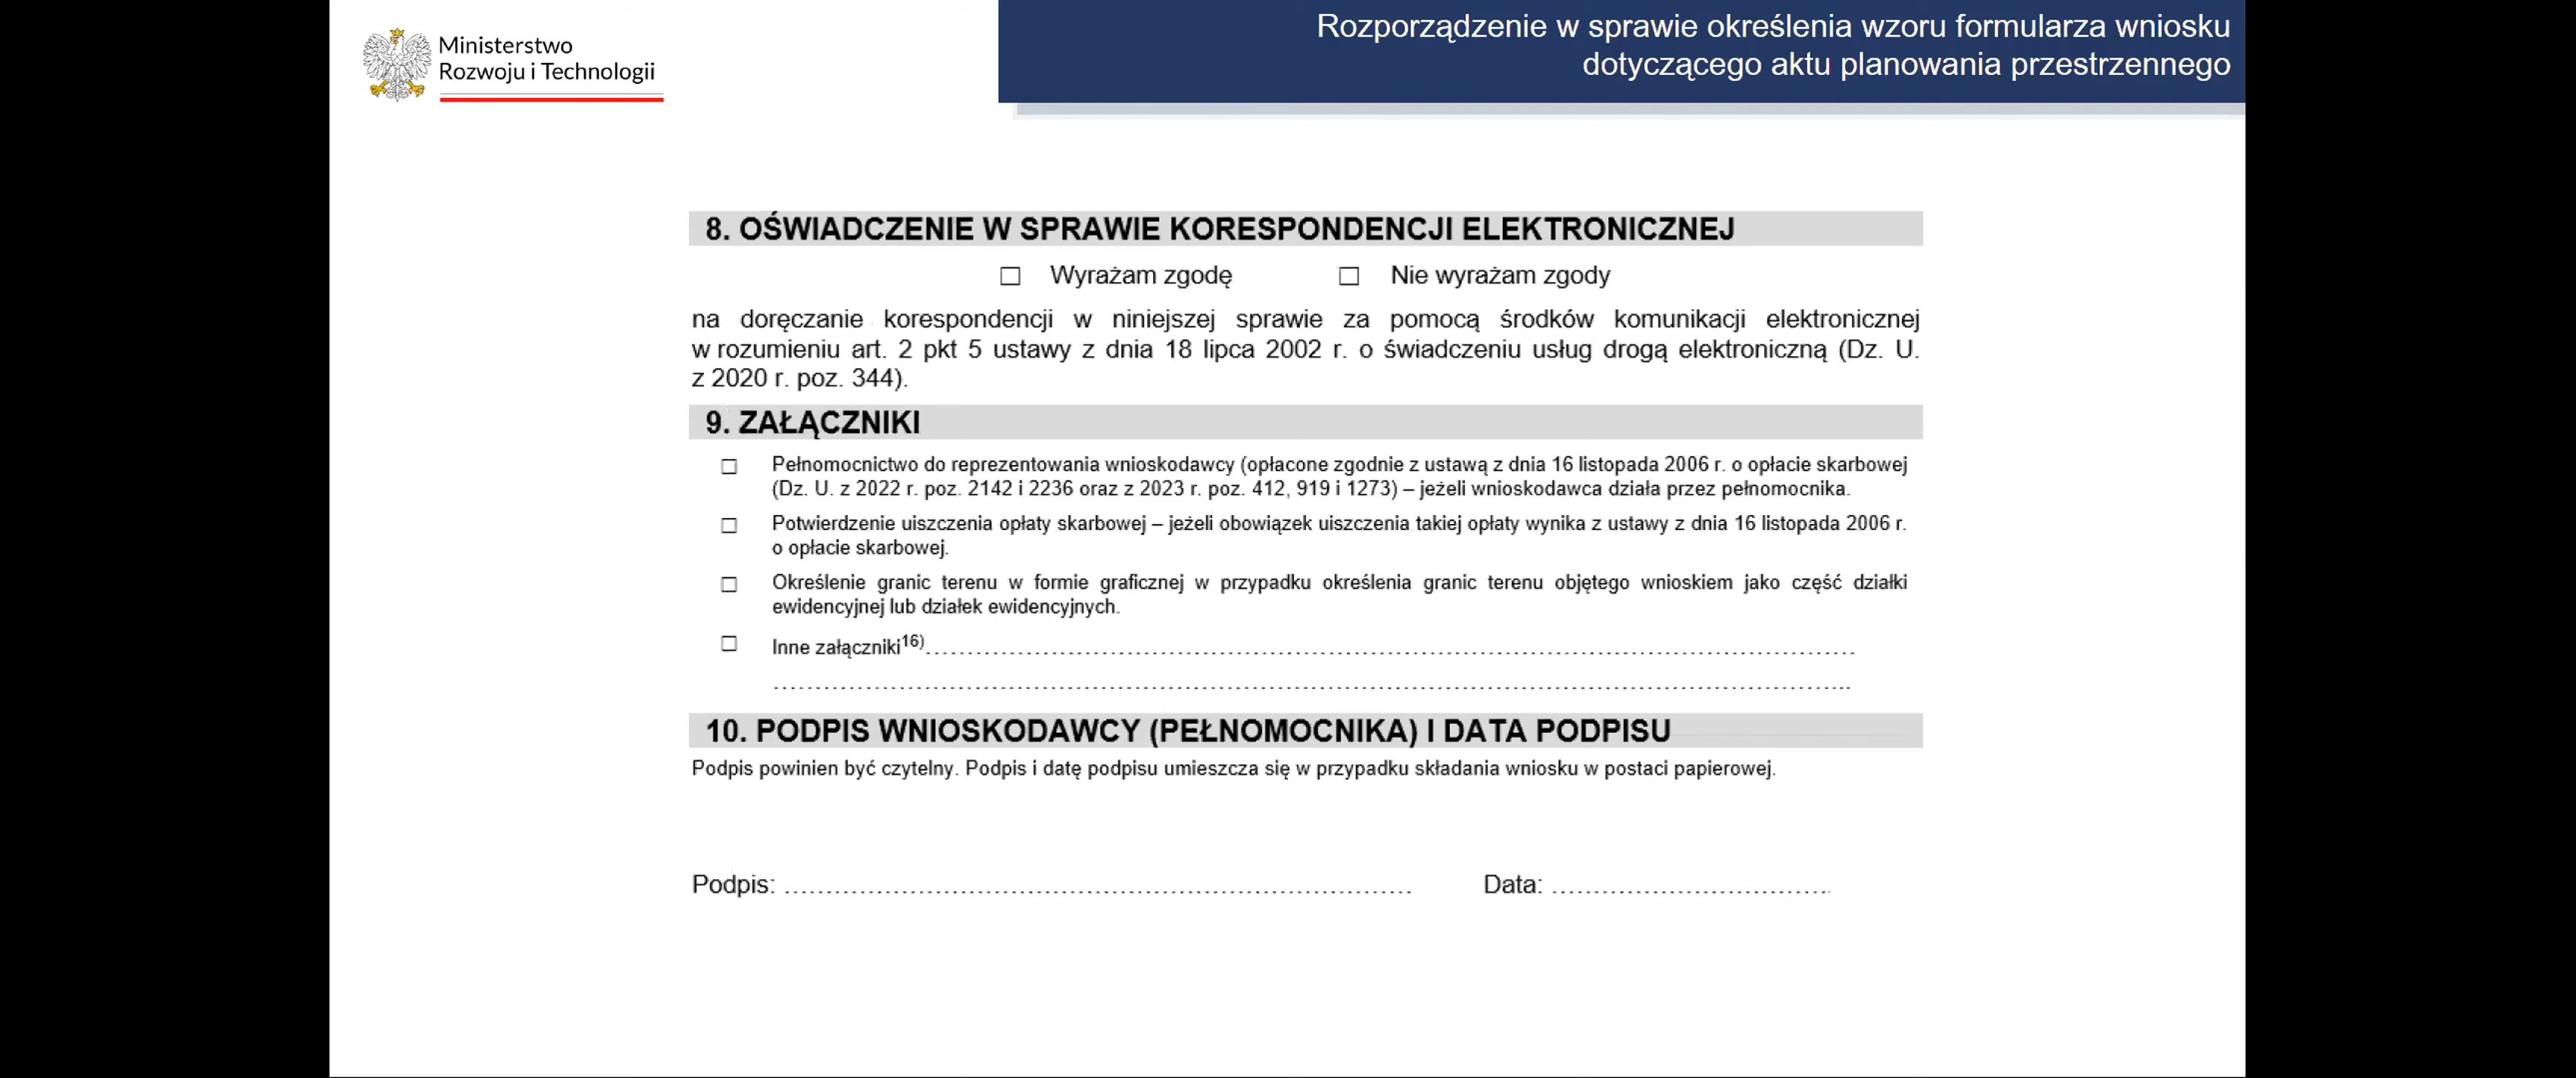 Ministerstwo
Rozwoju i Technologii
Rozporządzenie w sprawie określenia wzoru formularza wniosku
dotyczącego aktu planowania przestrzennego
8. OŚWIADCZENIE W SPRAWIE KORESPONDENCJI ELEKTRONICZNEJ
☐ Wyrażam zgodę ☐ Nie wyrażam zgody
na doręczanie korespondencji w niniejszej sprawie za pomocą środków komunikacji elektronicznej
w rozumieniu art. 2 pkt 5 ustawy z dnia 18 lipca 2002 r. o świadczeniu usług drogą elektroniczną (Dz. U.
z 2020 r. poz. 344).
9. ZAŁĄCZNIKI
☐ Pełnomocnictwo do reprezentowania wnioskodawcy (opłacone zgodnie z ustawą z dnia 16 listopada 2006 r. o opłacie skarbowej
(Dz. U. z 2022 r. poz. 2142 i 2236 oraz z 2023 r. poz. 412, 919 i 1273) – jeżeli wnioskodawca działa przez pełnomocnika.
☐ Potwierdzenie uiszczenia opłaty skarbowej – jeżeli obowiązek uiszczenia takiej opłaty wynika z ustawy z dnia 16 listopada 2006 r.
o opłacie skarbowej.
☐ Określenie granic terenu w formie graficznej w przypadku określenia granic terenu objętego wnioskiem jako część działki
ewidencyjnej lub działek ewidencyjnych.
☐ Inne załączniki16)..........................................................................................
..........................................................................................
10. PODPIS WNIOSKODAWCY (PEŁNOMOCNIKA) I DATA PODPISU
Podpis powinien być czytelny. Podpis i datę podpisu umieszcza się w przypadku składania wniosku w postaci papierowej.
Podpis: .......................................................... Data: ..........................